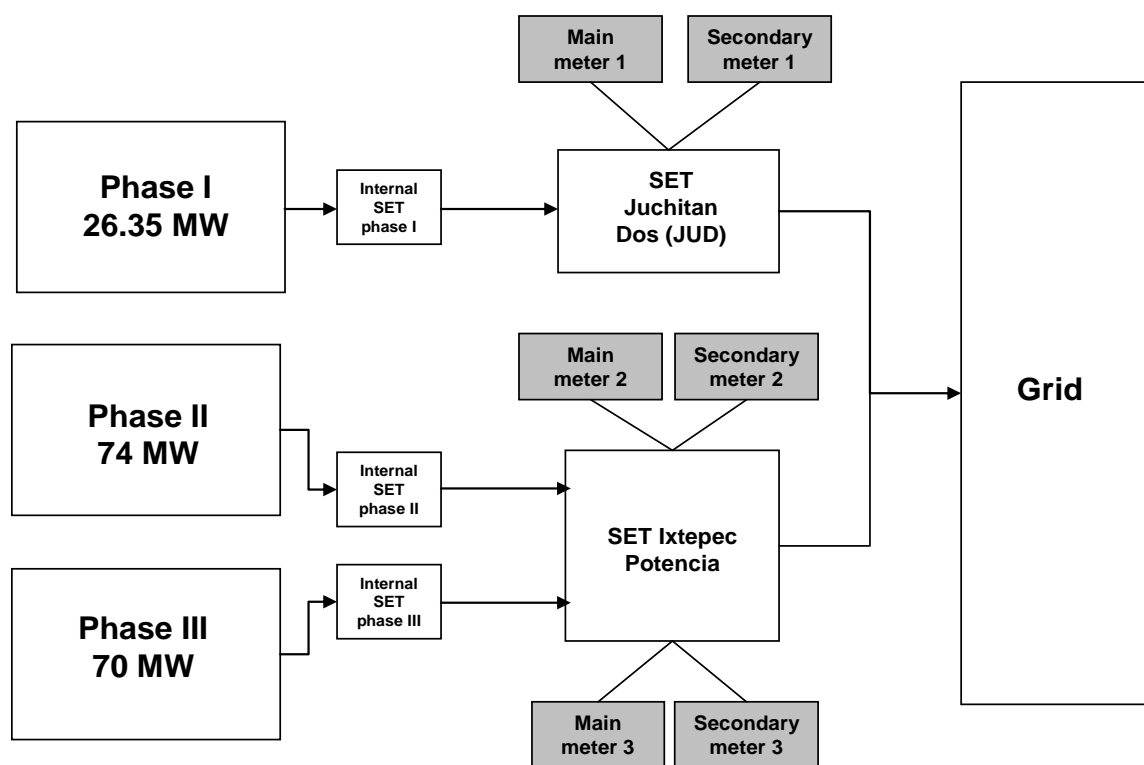 Main
meter 1
Secondary
meter 1
Phase I
26.35 MW
Internal
SET
phase I
SET
Juchitan
Dos (JUD)
Main
meter 2
Secondary
meter 2
Phase II
74 MW
Internal
SET
phase II
SET Ixtepec
Potencia
Grid
Phase III
70 MW
Internal
SET
phase III
Main
meter 3
Secondary
meter 3